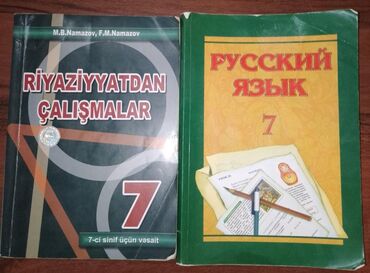 M.B.Namazov, F.M.Namazov
RİYAZİYYATDAN
ÇALIŞMALAR
7
7-ci sinif üçün vəsait
РУССКИЙ
ЯЗЫК
7